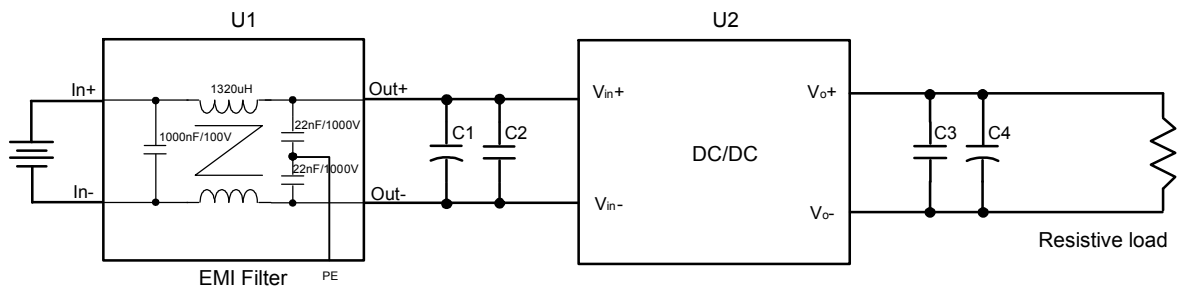 U1
U2
In+
1320uH
Out+
1000nF/100V
22nF/1000V
22nF/1000V
C1
C2
Vin+
Vo+
DC/DC
C3
C4
In-
Out-
Vin-
Vo-
Resistive load
EMI Filter
PE